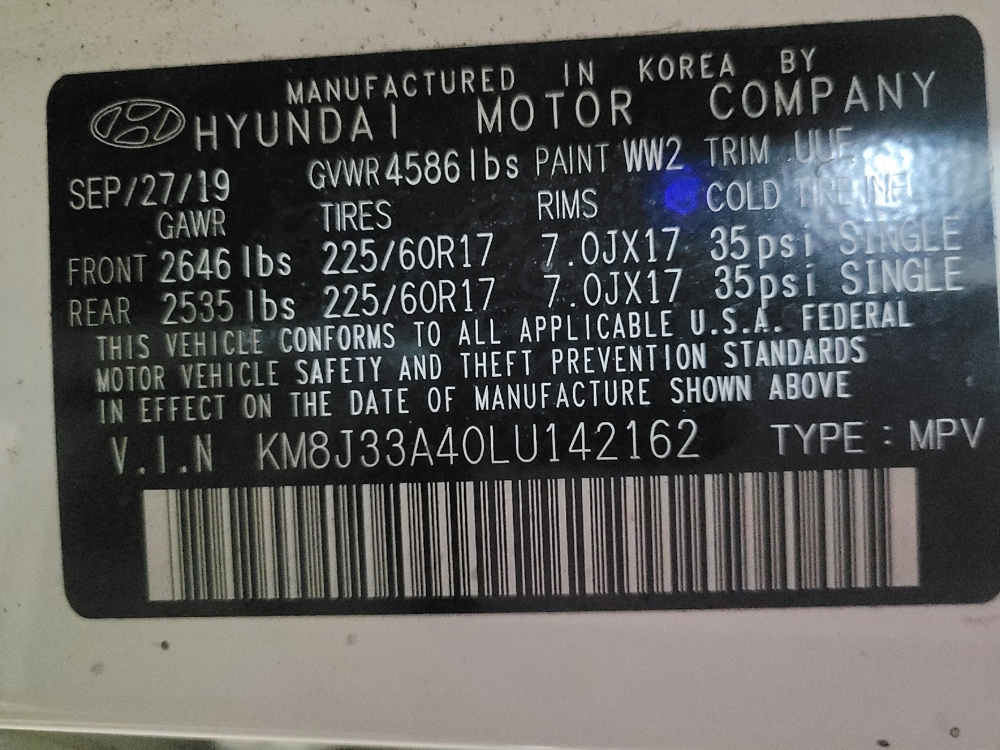 MANUFACTURED IN KOREA BY
HYUNDAI MOTOR COMPANY
SEP/27/19 GVWR 4586 lbs PAINT WW2 TRIM UUE
GAWR TIRES RIMS COLD TIRE INF
FRONT 2646 lbs 225/60R17 7.0JX17 35psi SINGLE
REAR 2535 lbs 225/60R17 7.0JX17 35psi SINGLE
THIS VEHICLE CONFORMS TO ALL APPLICABLE U.S.A. FEDERAL
MOTOR VEHICLE SAFETY AND THEFT PREVENTION STANDARDS
IN EFFECT ON THE DATE OF MANUFACTURE SHOWN ABOVE
V.I.N KM8J33A40LU142162 TYPE : MPV